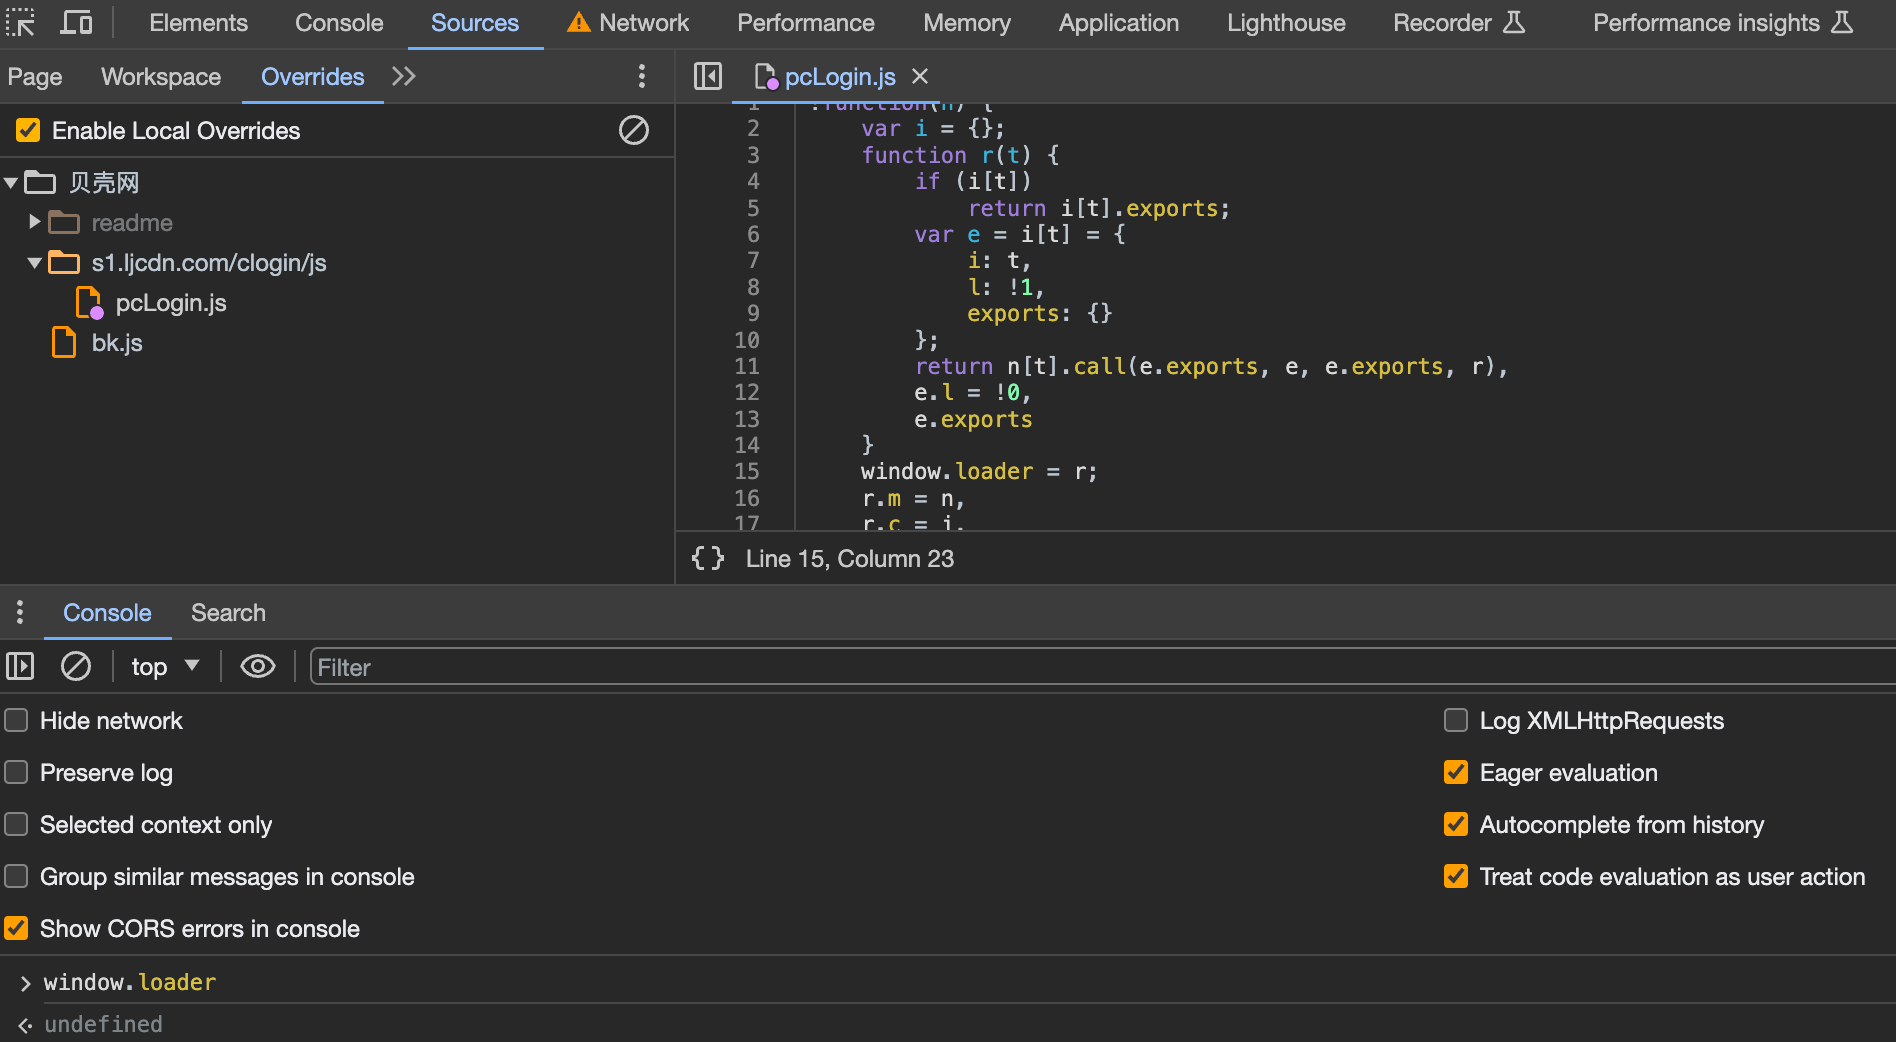 Elements Console Sources Network Performance Memory Application Lighthouse Recorder Performance insights
Page Workspace Overrides
Enable Local Overrides
贝壳网
readme
s1.ljcdn.com/clogin/js
pcLogin.js
bk.js
pcLogin.js
1 !function(n) {
2 var i = {};
3 function r(t) {
4 if (i[t])
5 return i[t].exports;
6 var e = i[t] = {
7 i: t,
8 l: !1,
9 exports: {}
10 };
11 return n[t].call(e.exports, e, e.exports, r),
12 e.l = !0,
13 e.exports
14 }
15 window.loader = r;
16 r.m = n,
17 r.c = i,
{} Line 15, Column 23
Console Search
top Filter
Hide network
Preserve log
Selected context only
Group similar messages in console
Show CORS errors in console
Log XMLHttpRequests
Eager evaluation
Autocomplete from history
Treat code evaluation as user action
window.loader
undefined